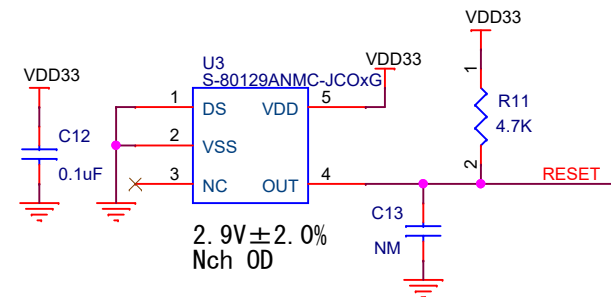 VDD33
C12
0.1uF
U3
S-80129ANMC-JCOxG
VDD33
1 DS VDD 5
2 VSS
3 NC OUT 4
2.9V±2.0%
Nch OD
VDD33
1
R11
4.7K
2
RESET
C13
NM